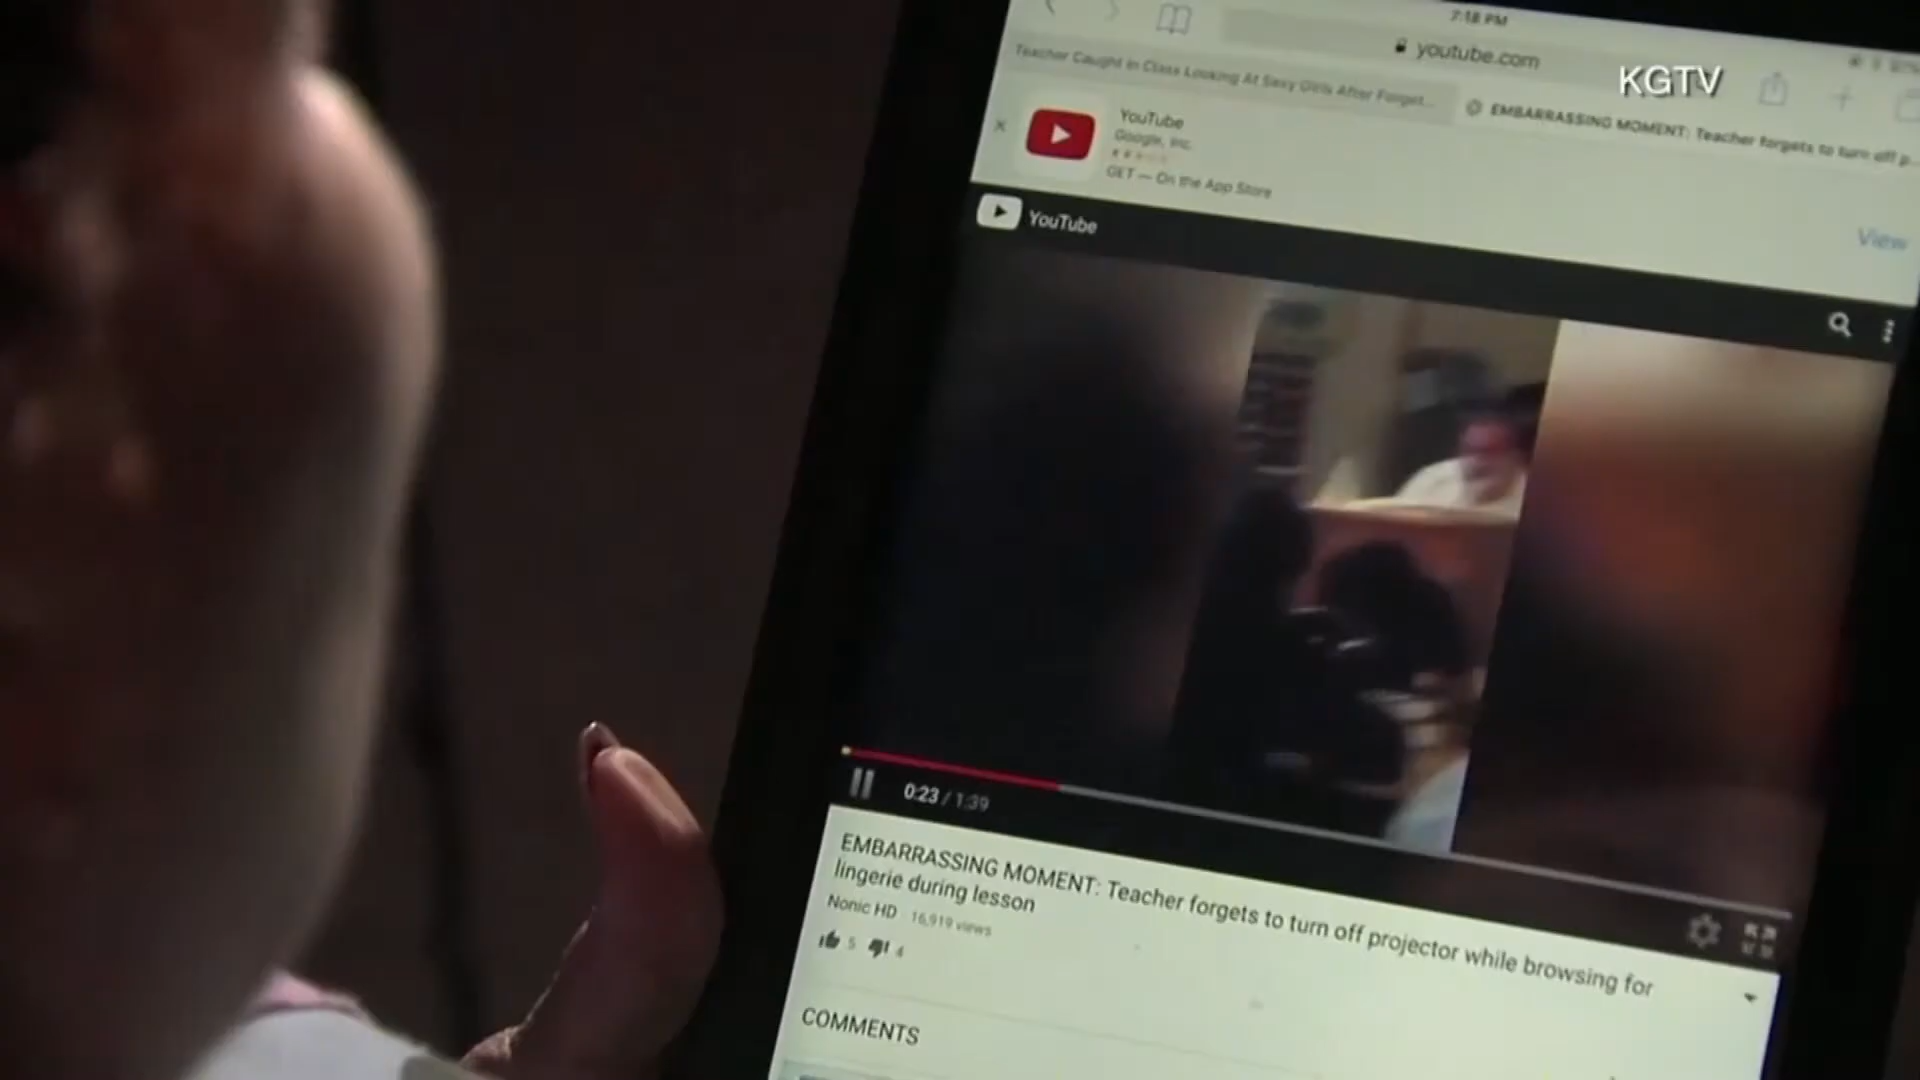 7:18 PM
youtube.com
KGTV
Teacher Caught in Class Looking At Sexy Girls After Forget...
EMBARRASSING MOMENT: Teacher forgets to turn off p...
YouTube
Google, Inc.
GET — On the App Store
View
YouTube
0:23 / 1:39
EMBARRASSING MOMENT: Teacher forgets to turn off projector while browsing for
lingerie during lesson
Nonic HD 16,919 views
5 4
COMMENTS